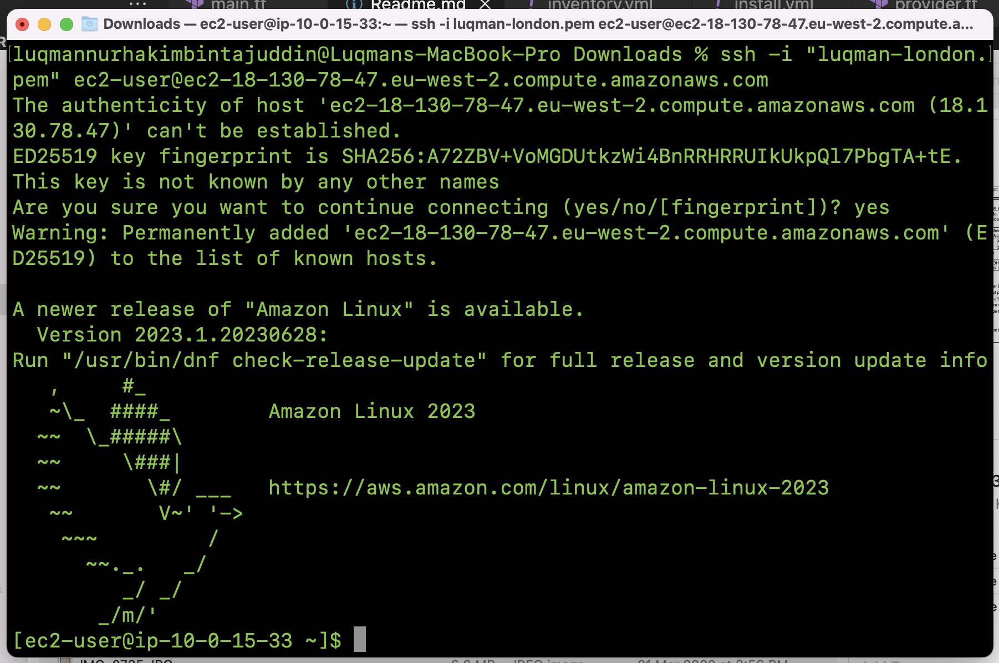 main.tf Readme.md inventory.yml install.yml provider.tf
Downloads — ec2-user@ip-10-0-15-33:~ — ssh -i luqman-london.pem ec2-user@ec2-18-130-78-47.eu-west-2.compute.a...
luqmannurhakimbintajuddin@Luqmans-MacBook-Pro Downloads % ssh -i "luqman-london.
pem" ec2-user@ec2-18-130-78-47.eu-west-2.compute.amazonaws.com
The authenticity of host 'ec2-18-130-78-47.eu-west-2.compute.amazonaws.com (18.1
30.78.47)' can't be established.
ED25519 key fingerprint is SHA256:A72ZBV+VoMGDUtkzWi4BnRRHRRUIkUkpQl7PbgTA+tE.
This key is not known by any other names
Are you sure you want to continue connecting (yes/no/[fingerprint])? yes
Warning: Permanently added 'ec2-18-130-78-47.eu-west-2.compute.amazonaws.com' (E
D25519) to the list of known hosts.
A newer release of "Amazon Linux" is available.
  Version 2023.1.20230628:
Run "/usr/bin/dnf check-release-update" for full release and version update info
   ,     #_
   ~\_  ####_        Amazon Linux 2023
  ~~  \_#####\
  ~~     \###|
  ~~       \#/ ___   https://aws.amazon.com/linux/amazon-linux-2023
   ~~       V~' '->
    ~~~         /
      ~~._.   _/
         _/ _/
       _/m/'
[ec2-user@ip-10-0-15-33 ~]$